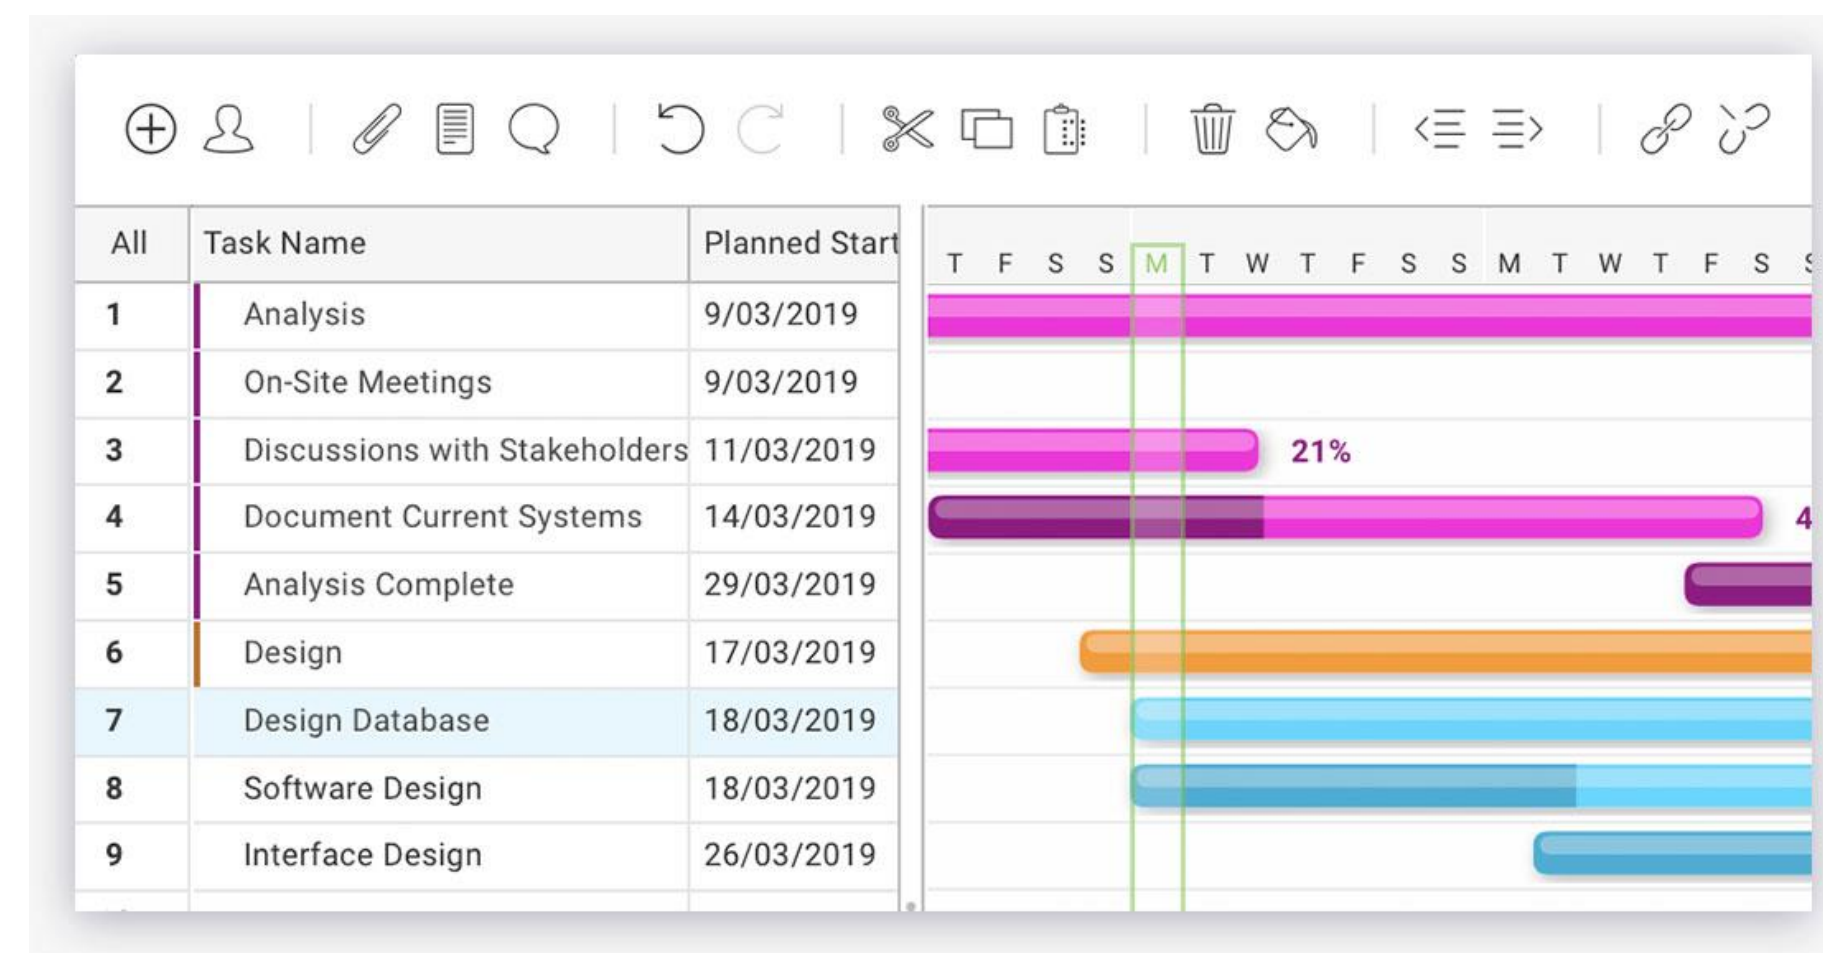 All Task Name Planned Start
T F S S M T W T F S S M T W T F S S
1 Analysis 9/03/2019
2 On-Site Meetings 9/03/2019
3 Discussions with Stakeholders 11/03/2019 21%
4 Document Current Systems 14/03/2019 4
5 Analysis Complete 29/03/2019
6 Design 17/03/2019
7 Design Database 18/03/2019
8 Software Design 18/03/2019
9 Interface Design 26/03/2019